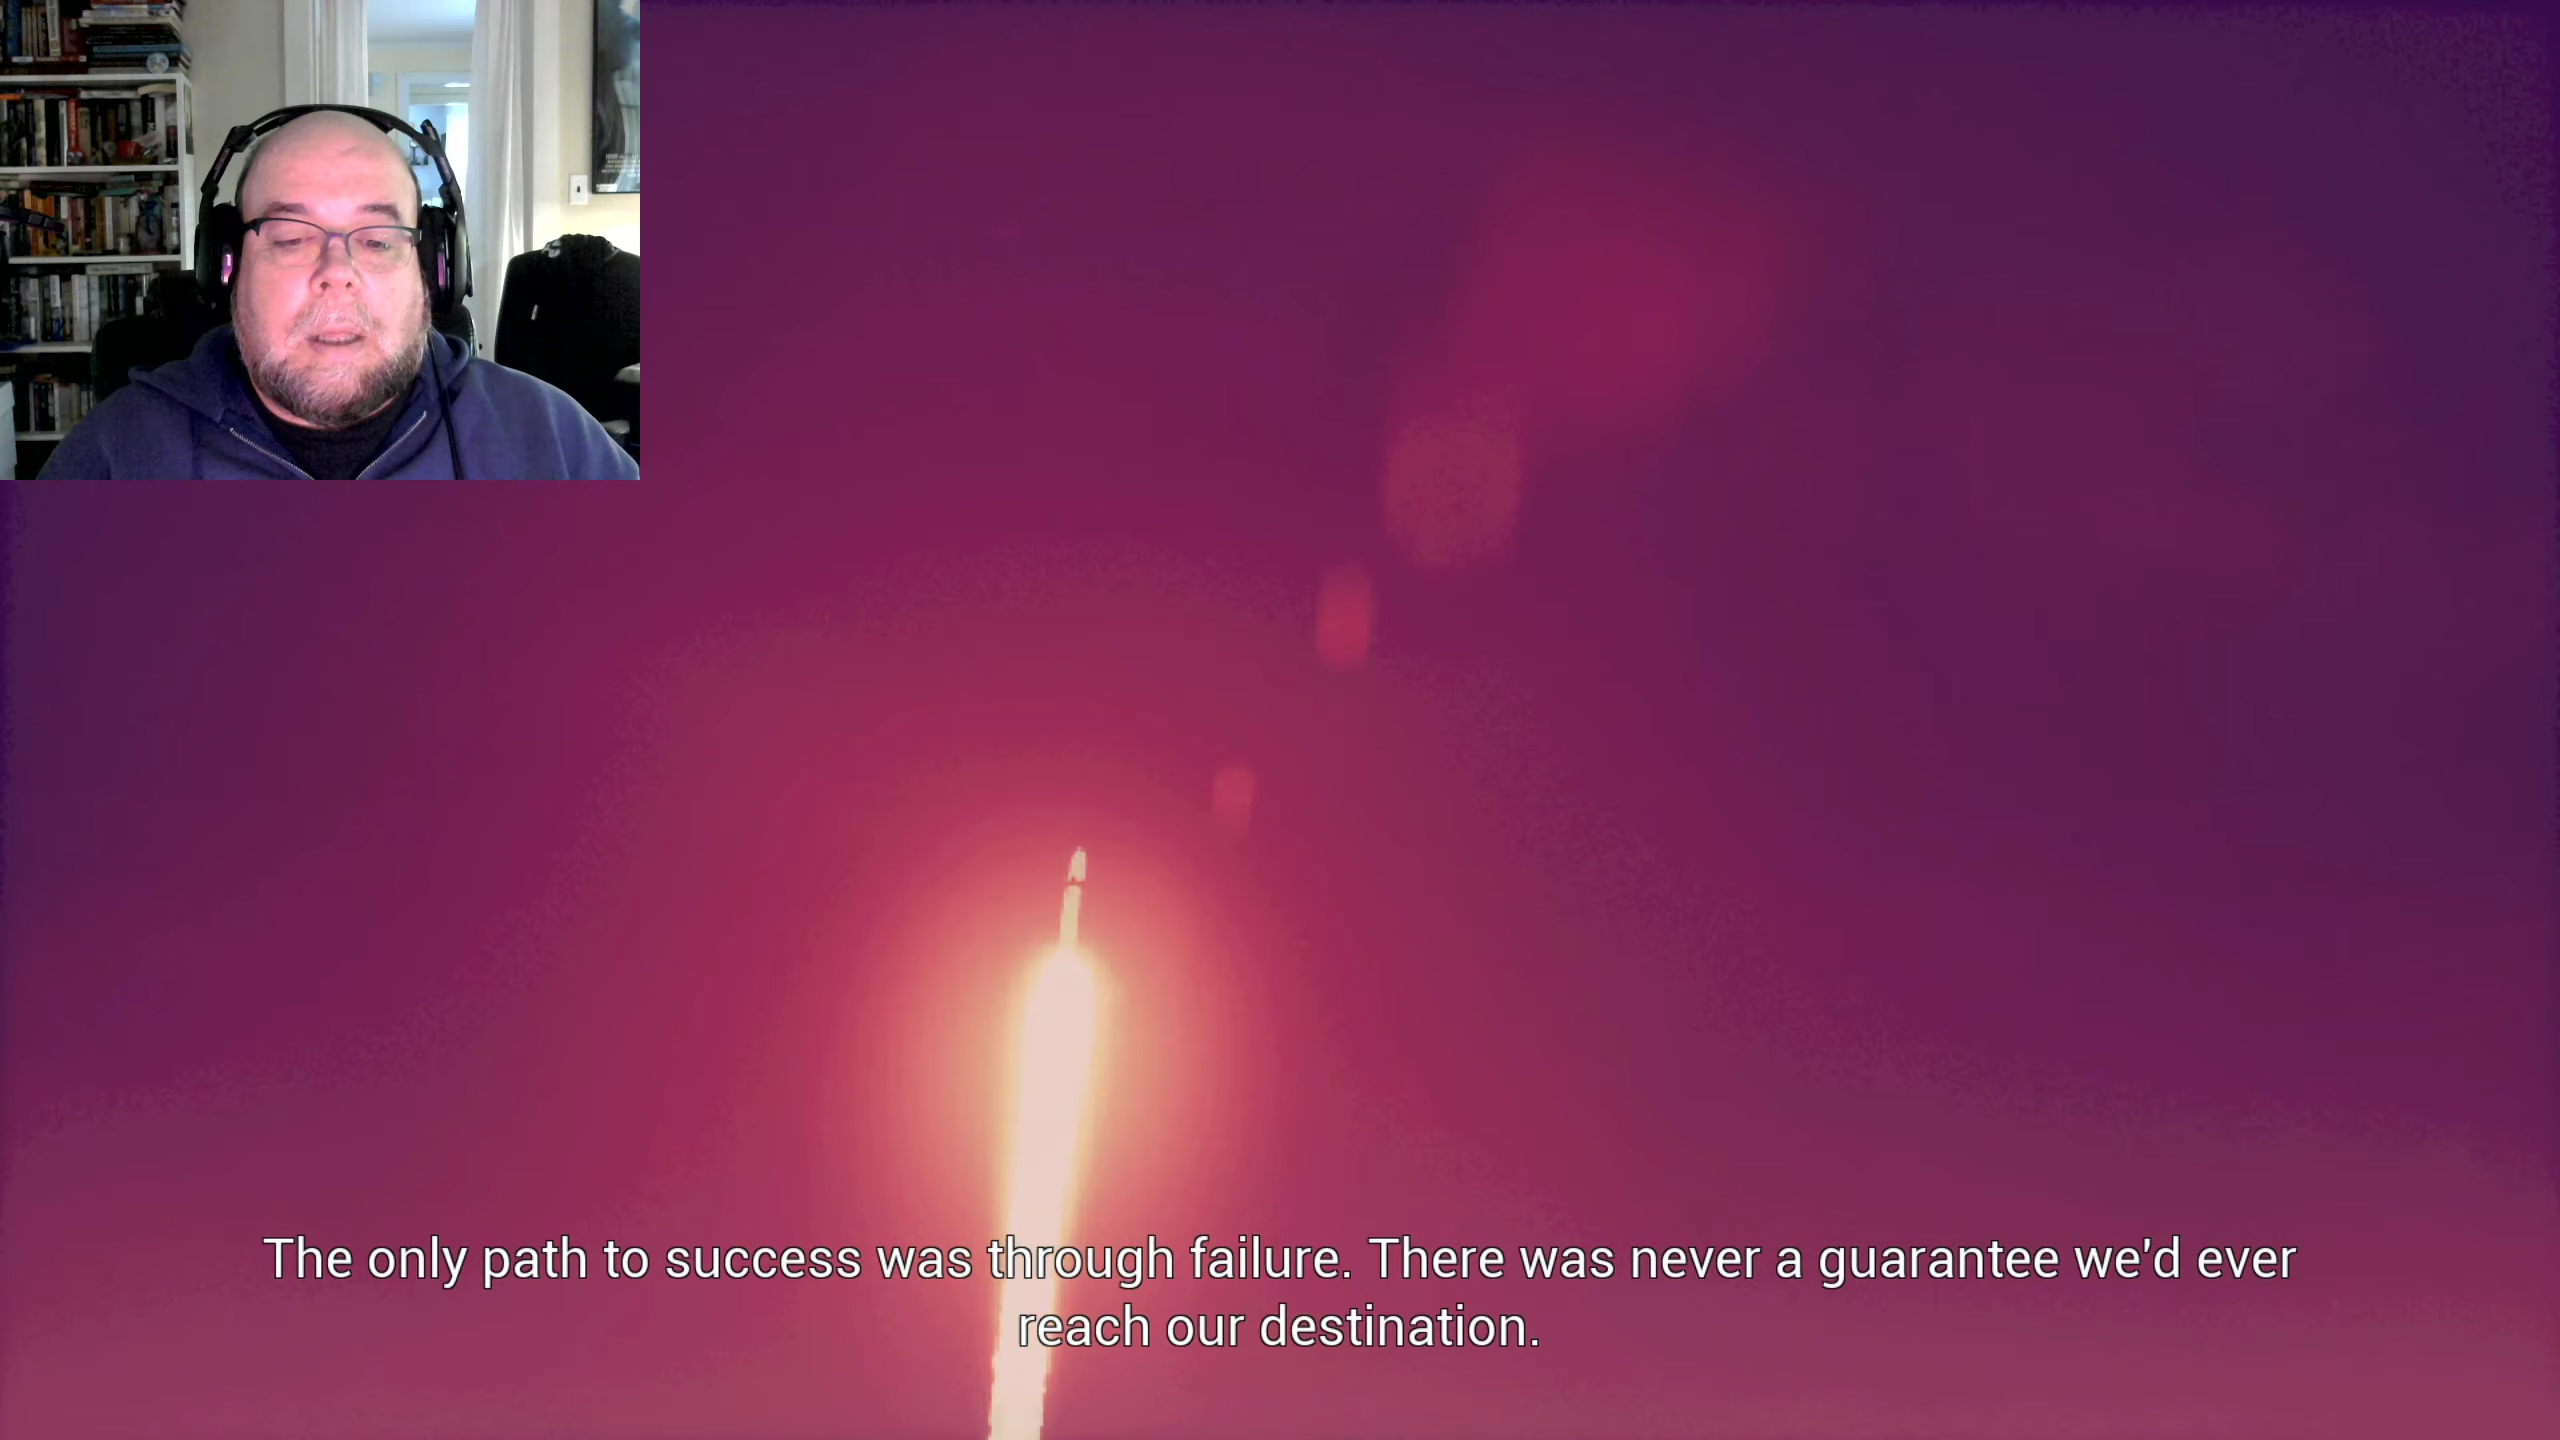 The only path to success was through failure. There was never a guarantee we'd ever
reach our destination.